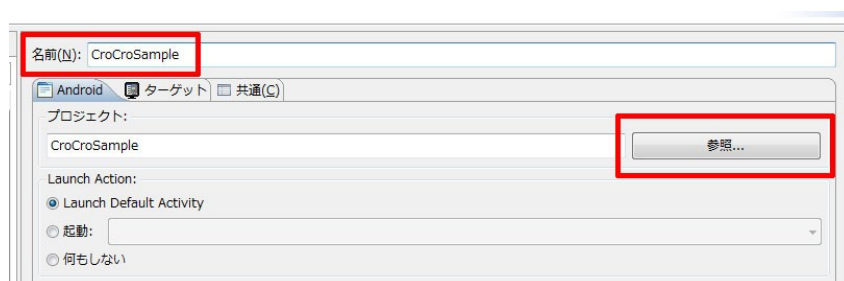 名前(N): CroCroSample
Android ターゲット 共通(C)
プロジェクト:
CroCroSample 参照...
Launch Action:
Launch Default Activity
起動:
何もしない